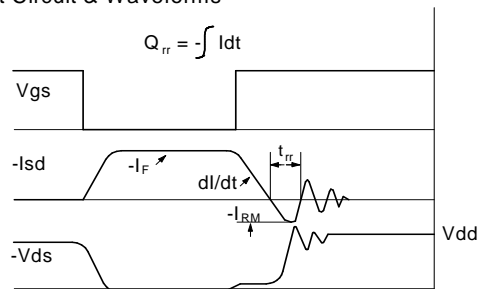 t Circuit & Waveforms
Q rr = -∫ Idt
Vgs
t rr
-Isd
-I F
dI/dt
-I RM
Vdd
-Vds